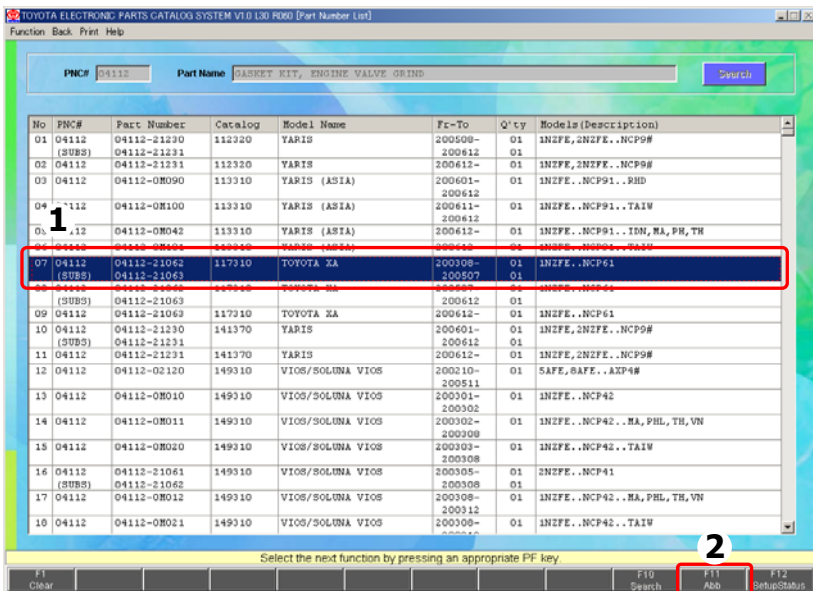 TOYOTA ELECTRONIC PARTS CATALOG SYSTEM V1.0 L30 R060 [Part Number List]
Function Back Print Help
PNC# 04112 Part Name GASKET KIT, ENGINE VALVE GRIND Search
No PNC# Part Number Catalog Model Name Fr-To Q'ty Models(Description)
01 04112 04112-21230 112320 YARIS 200508- 01 1NZFE,2NZFE..NCP9#
(SUBS) 04112-21231 200612 01
02 04112 04112-21231 112320 YARIS 200612- 01 1NZFE,2NZFE..NCP9#
03 04112 04112-0M090 113310 YARIS (ASIA) 200601- 01 1NZFE..NCP91..RHD
200612
04 04112-0M100 113310 YARIS (ASIA) 200611- 01 1NZFE..NCP91..TAIW
200612
1
04112-0M042 113310 YARIS (ASIA) 200612- 01 1NZFE..NCP91..IDN,MA,PH,TH
07 04112 04112-21062 117310 TOYOTA XA 200308- 01 1NZFE..NCP61
(SUBS) 04112-21063 200507 01
(SUBS) 04112-21063 200612 01
09 04112 04112-21063 117310 TOYOTA XA 200612- 01 1NZFE..NCP61
10 04112 04112-21230 141370 YARIS 200601- 01 1NZFE,2NZFE..NCP9#
(SUBS) 04112-21231 200612 01
11 04112 04112-21231 141370 YARIS 200612- 01 1NZFE,2NZFE..NCP9#
12 04112 04112-02120 149310 VIOS/SOLUNA VIOS 200210- 01 5AFE,8AFE..AXP4#
200511
13 04112 04112-0M010 149310 VIOS/SOLUNA VIOS 200301- 01 1NZFE..NCP42
200302
14 04112 04112-0M011 149310 VIOS/SOLUNA VIOS 200302- 01 1NZFE..NCP42..MA,PHL,TH,VN
200308
15 04112 04112-0M020 149310 VIOS/SOLUNA VIOS 200303- 01 1NZFE..NCP42..TAIW
200308
16 04112 04112-21061 149310 VIOS/SOLUNA VIOS 200305- 01 2NZFE..NCP41
(SUBS) 04112-21062 200308 01
17 04112 04112-0M012 149310 VIOS/SOLUNA VIOS 200308- 01 1NZFE..NCP42..MA,PHL,TH,VN
200312
18 04112 04112-0M021 149310 VIOS/SOLUNA VIOS 200308- 01 1NZFE..NCP42..TAIW
Select the next function by pressing an appropriate PF key.
2
F1 F10 F11 F12
Clear Search Abb SetupStatus